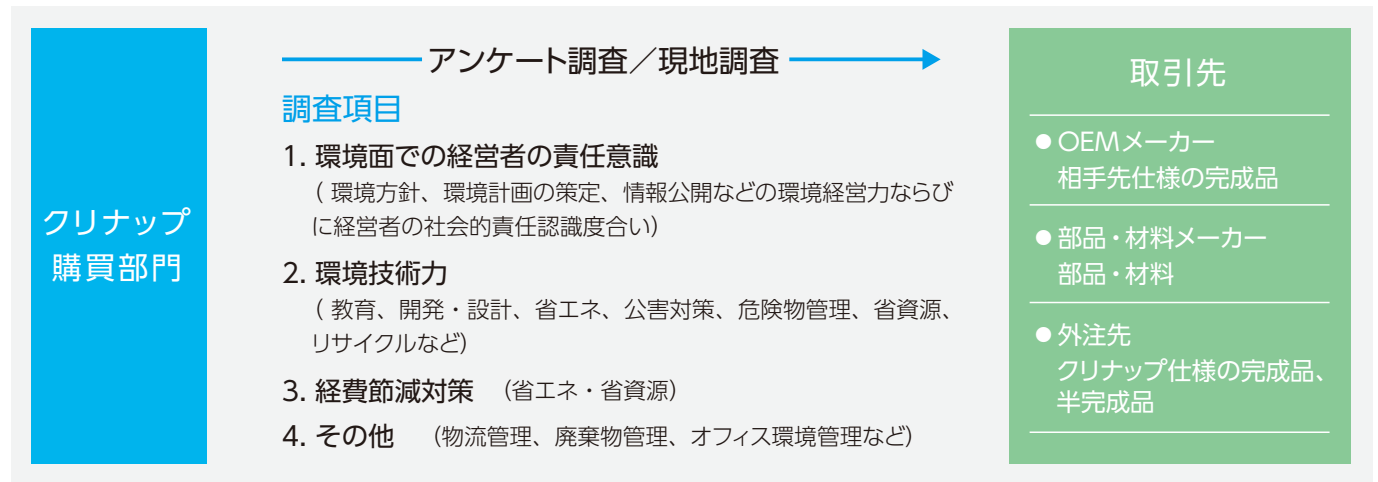 クリナップ
購買部門
アンケート調査／現地調査
調査項目
1. 環境面での経営者の責任意識
（ 環境方針、環境計画の策定、情報公開などの環境経営力ならび
に経営者の社会的責任認識度合い）
2. 環境技術力
（ 教育、開発・設計、省エネ、公害対策、危険物管理、省資源、
リサイクルなど）
3. 経費節減対策 （省エネ・省資源）
4. その他 （物流管理、廃棄物管理、オフィス環境管理など）
取引先
●OEMメーカー
相手先仕様の完成品
●部品・材料メーカー
部品・材料
●外注先
クリナップ仕様の完成品、
半完成品